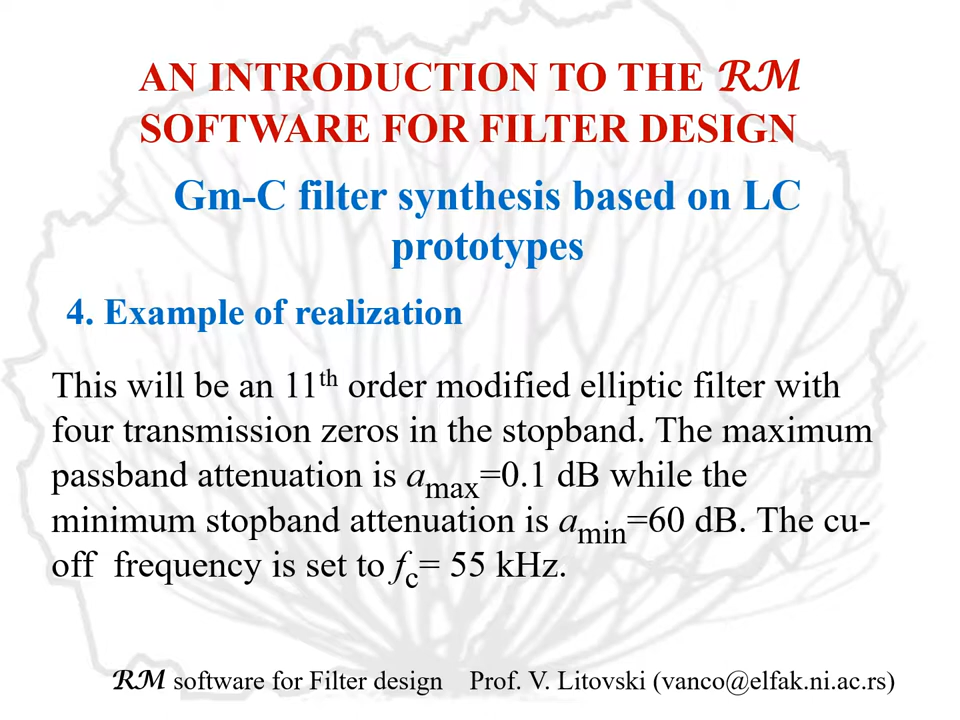 AN INTRODUCTION TO THE RM
SOFTWARE FOR FILTER DESIGN
Gm-C filter synthesis based on LC
prototypes
4. Example of realization
This will be an 11th order modified elliptic filter with
four transmission zeros in the stopband. The maximum
passband attenuation is amax=0.1 dB while the
minimum stopband attenuation is amin=60 dB. The cu-
off frequency is set to fc= 55 kHz.
RM software for Filter design Prof. V. Litovski (vanco@elfak.ni.ac.rs)